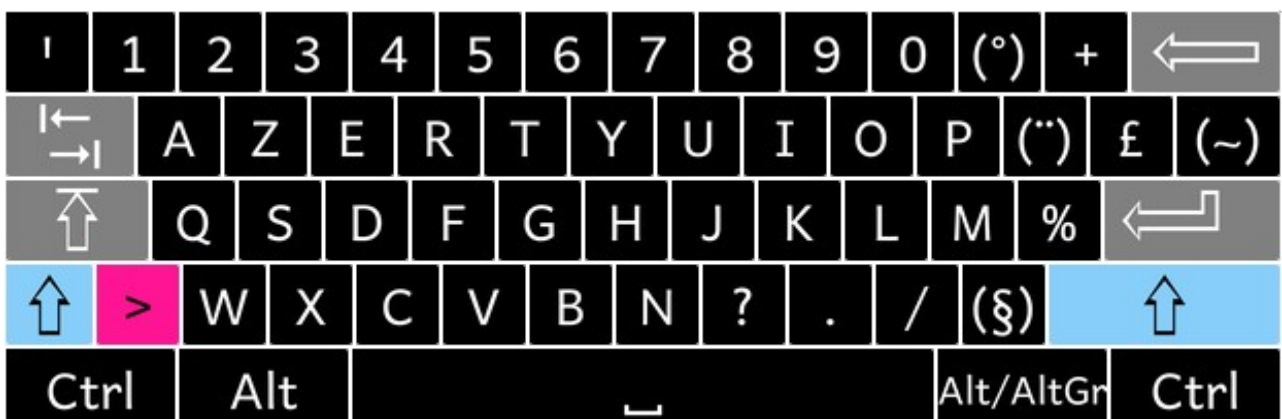 ' 1 2 3 4 5 6 7 8 9 0 (°) +
A Z E R T Y U I O P (¨) £ (~)
Q S D F G H J K L M %
> W X C V B N ? . / (§)
Ctrl Alt Alt/AltGr Ctrl